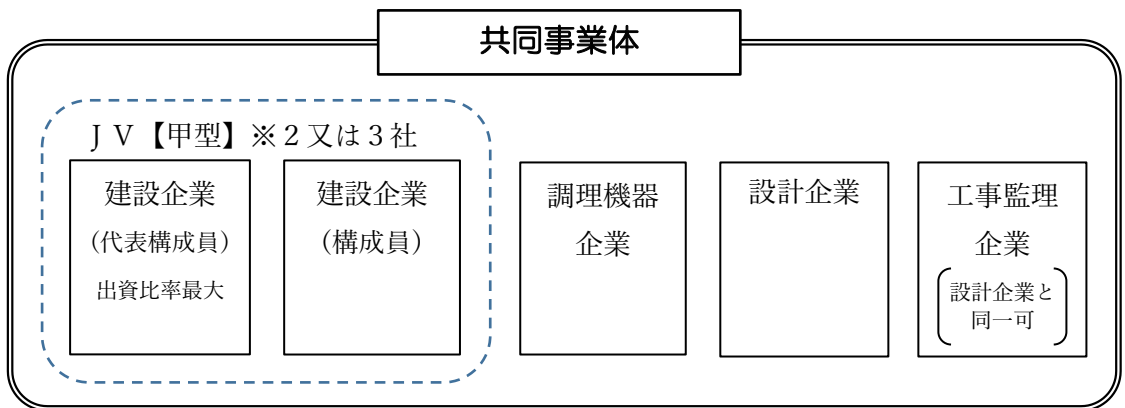 共同事業体
ＪＶ【甲型】※２又は３社
建設企業
（代表構成員）
出資比率最大
建設企業
（構成員）
調理機器
企業
設計企業
工事監理
企業
設計企業と
同一可